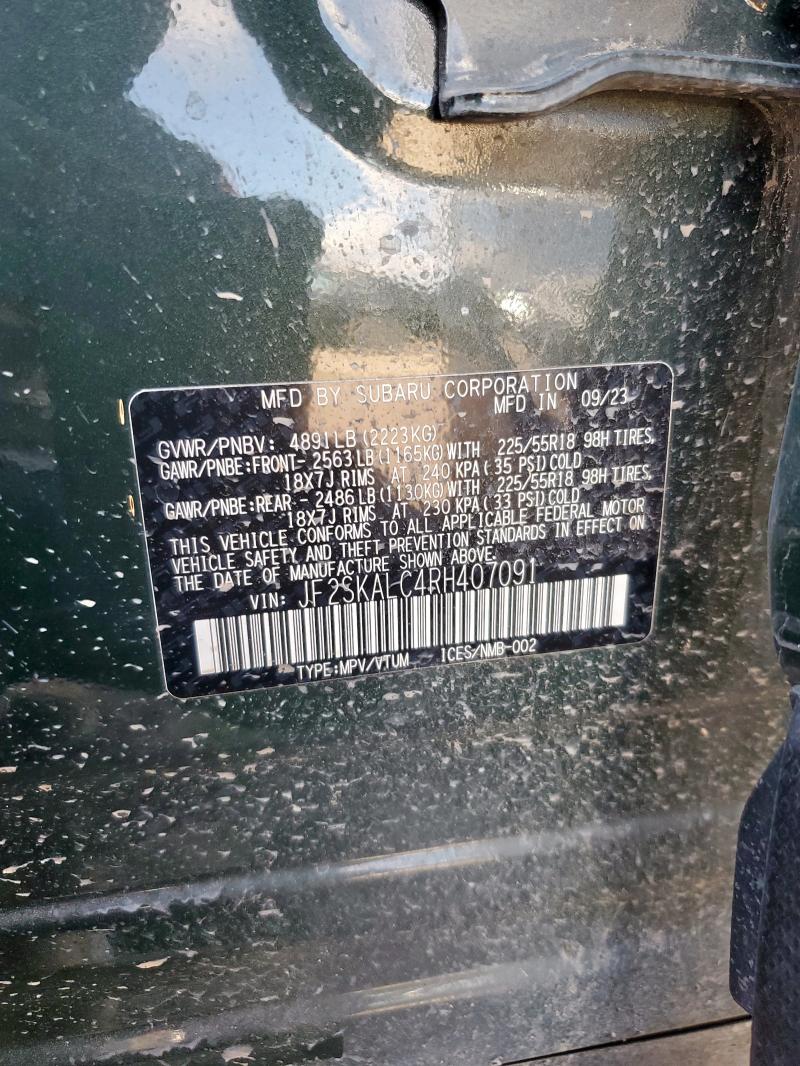 MFD BY SUBARU CORPORATION
MFD IN 09/23
GVWR/PNBV: 4891LB(2223KG)
GAWR/PNBE:FRONT- 2563LB(1165KG)WITH 225/55R18 98H TIRES,
18X7J RIMS AT 240 KPA(35 PSI)COLD
GAWR/PNBE:REAR - 2486LB(1130KG)WITH 225/55R18 98H TIRES,
18X7J RIMS AT 230 KPA(33 PSI)COLD
THIS VEHICLE CONFORMS TO ALL APPLICABLE FEDERAL MOTOR
VEHICLE SAFETY AND THEFT PREVENTION STANDARDS IN EFFECT ON
THE DATE OF MANUFACTURE SHOWN ABOVE.
VIN: JF2SKALC4RH407091
TYPE:MPV/VTUM ICES/NMB-002